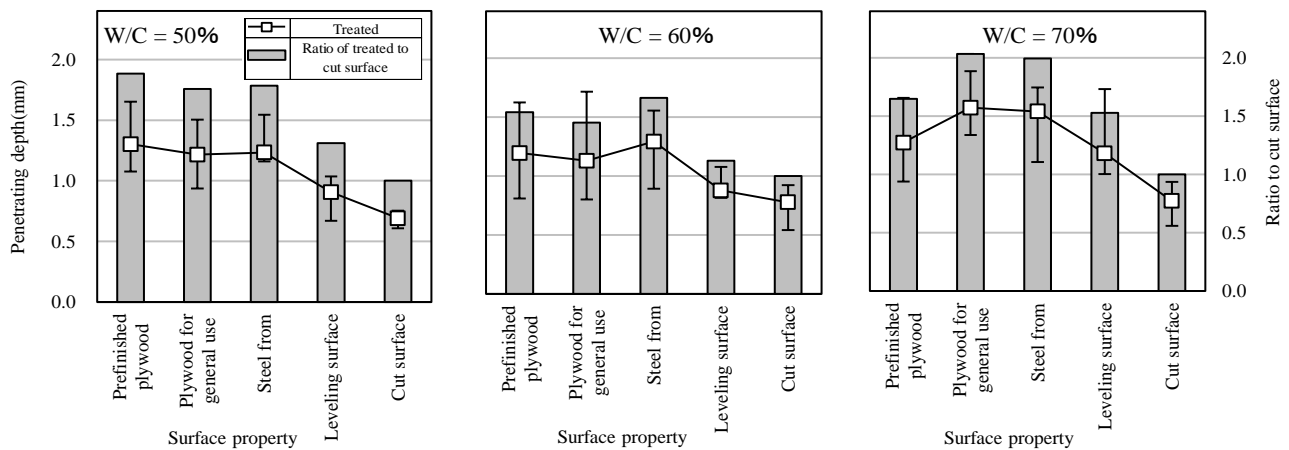 W/C = 50%
Treated
Ratio of treated to
cut surface
Penetrating depth(mm)
2.0
1.5
1.0
0.5
0.0
Prefinished
plywood
Plywood for
general use
Steel from
Leveling surface
Cut surface
Surface property
W/C = 60%
Prefinished
plywood
Plywood for
general use
Steel from
Leveling surface
Cut surface
Surface property
W/C = 70%
2.0
1.5
1.0
0.5
0.0
Ratio to cut surface
Prefinished
plywood
Plywood for
general use
Steel from
Leveling surface
Cut surface
Surface property